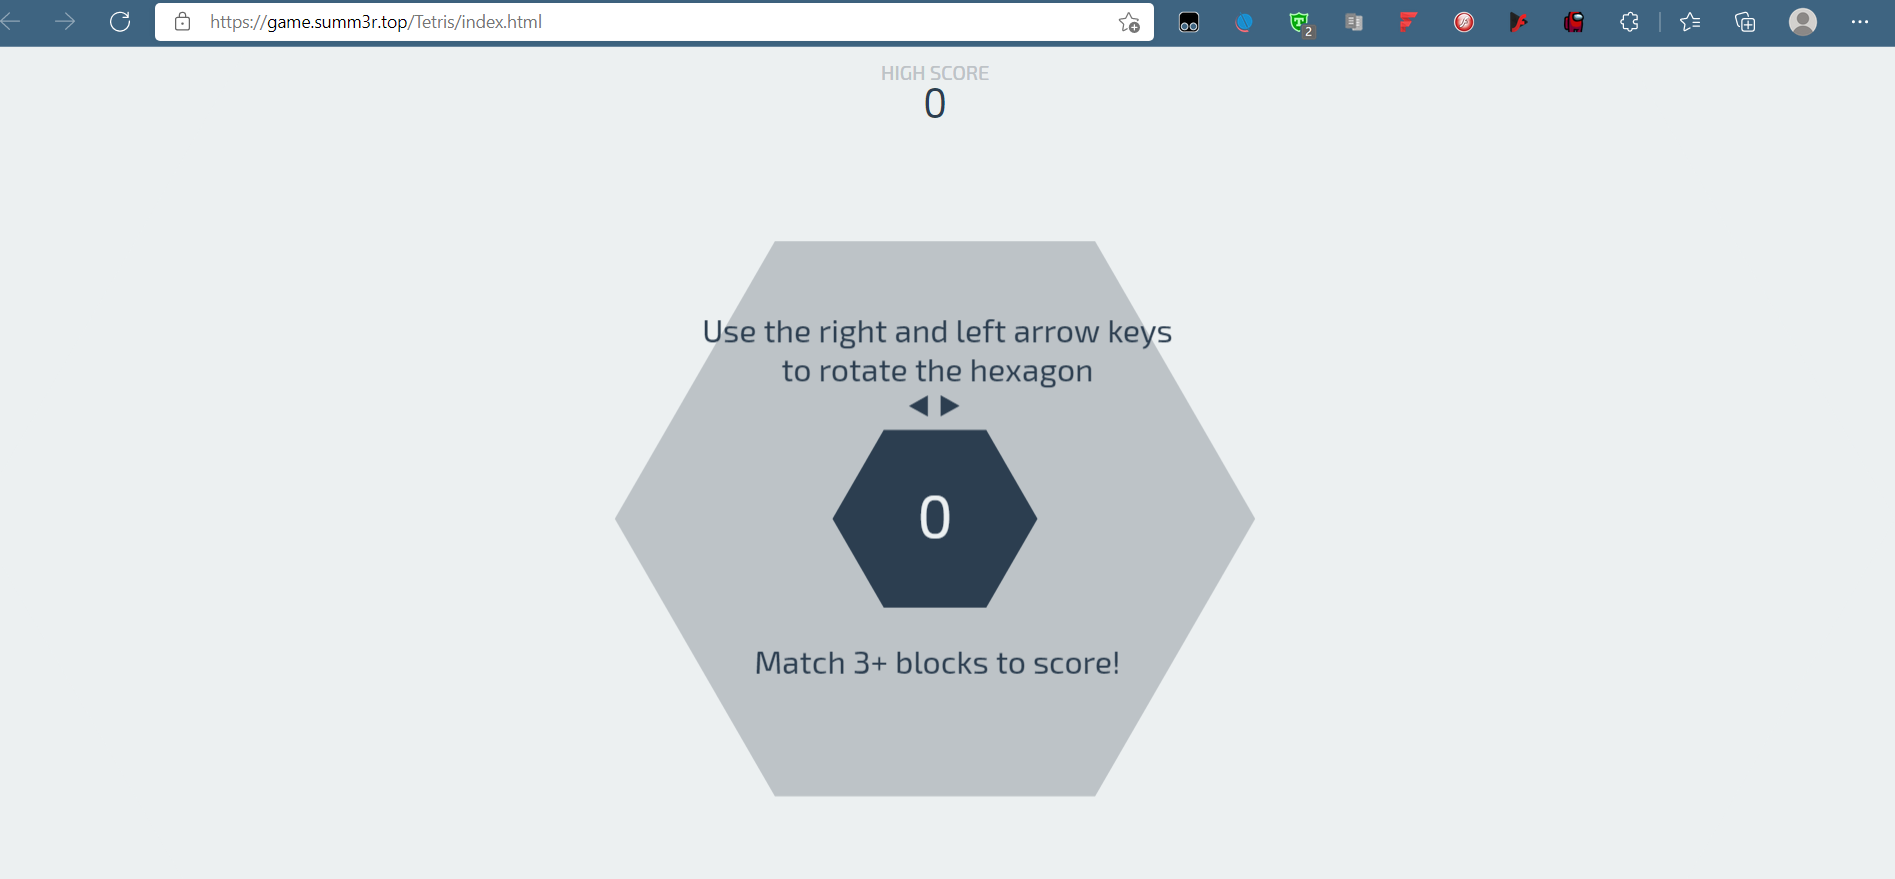 https://game.summ3r.top/Tetris/index.html
2
HIGH SCORE
0
Use the right and left arrow keys
to rotate the hexagon
0
Match 3+ blocks to score!